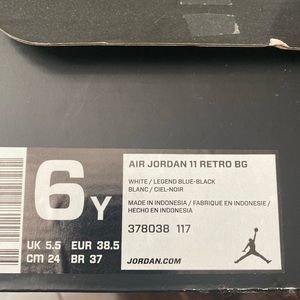 AIR JORDAN 11 RETRO BG
WHITE / LEGEND BLUE-BLACK
BLANC / CIEL-NOIR
MADE IN INDONESIA / FABRIQUE EN INDONESIE /
HECHO EN INDONESIA
378038 117
6Y
UK 5.5 EUR 38.5
CM 24 BR 37
JORDAN.COM